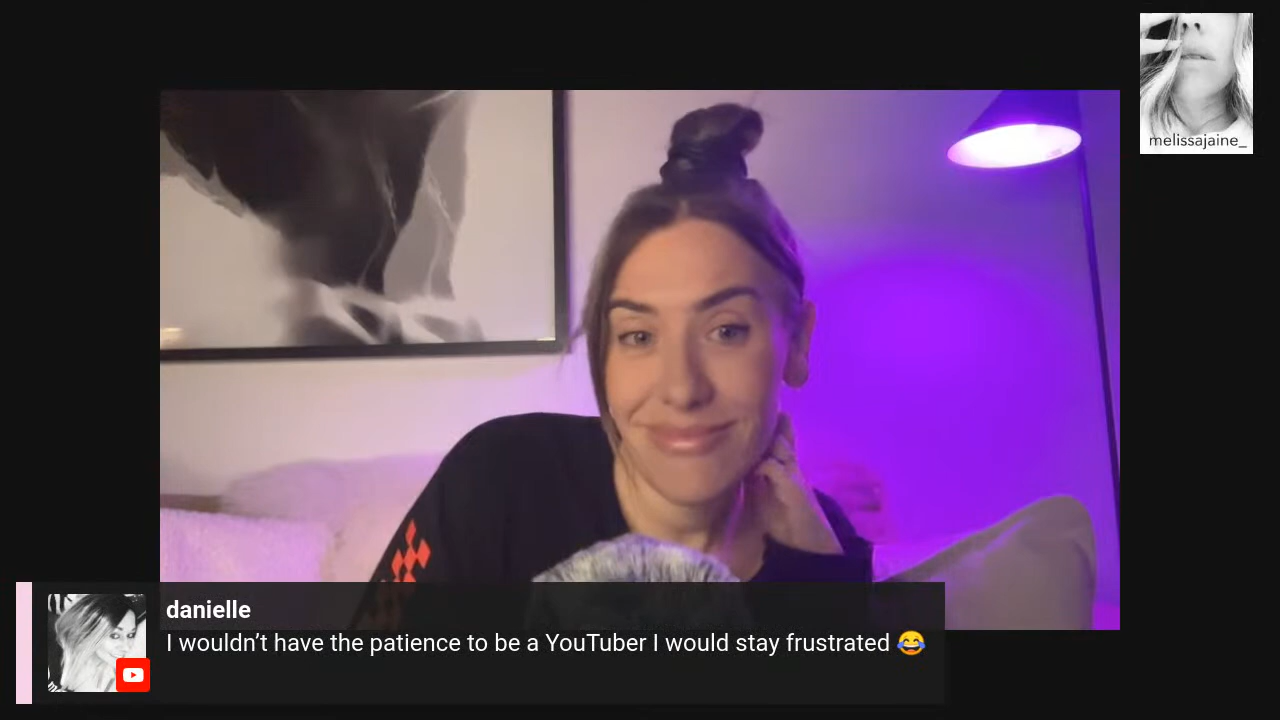 melissajaine_
danielle
I wouldn’t have the patience to be a YouTuber I would stay frustrated 😂